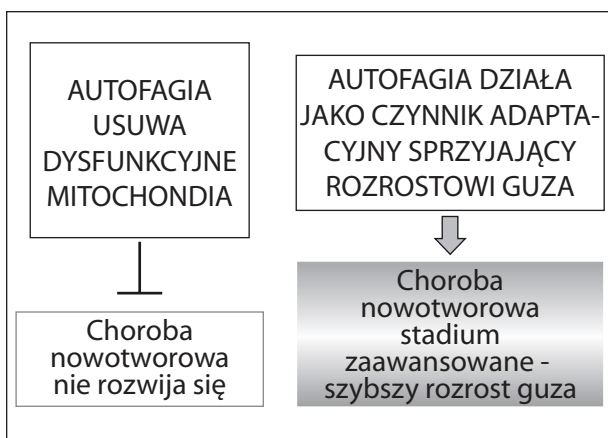 AUTOFAGIA
USUWA
DYSFUNKCYJNE
MITOCHONDIA
Choroba
nowotworowa
nie rozwija się
AUTOFAGIA DZIAŁA
JAKO CZYNNIK ADAPTA-
CYJNY SPRZYJAJĄCY
ROZROSTOWI GUZA
Choroba
nowotworowa
stadium
zaawansowane -
szybszy rozrost guza